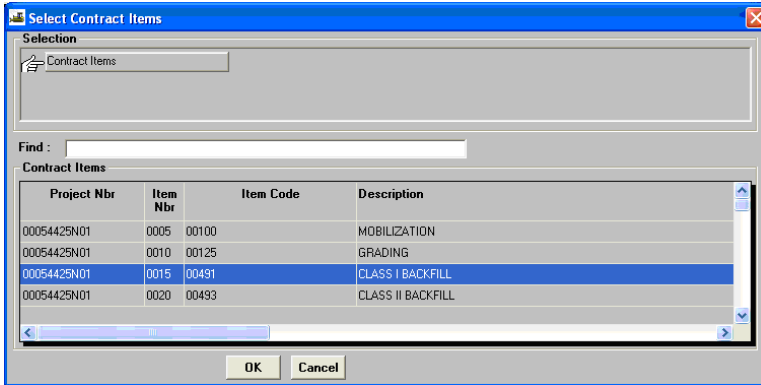 Select Contract Items
Selection
Contract Items
Find :
Contract Items
Project Nbr Item Nbr Item Code Description
00054425N01 0005 00100 MOBILIZATION
00054425N01 0010 00125 GRADING
00054425N01 0015 00491 CLASS I BACKFILL
00054425N01 0020 00493 CLASS II BACKFILL
OK Cancel